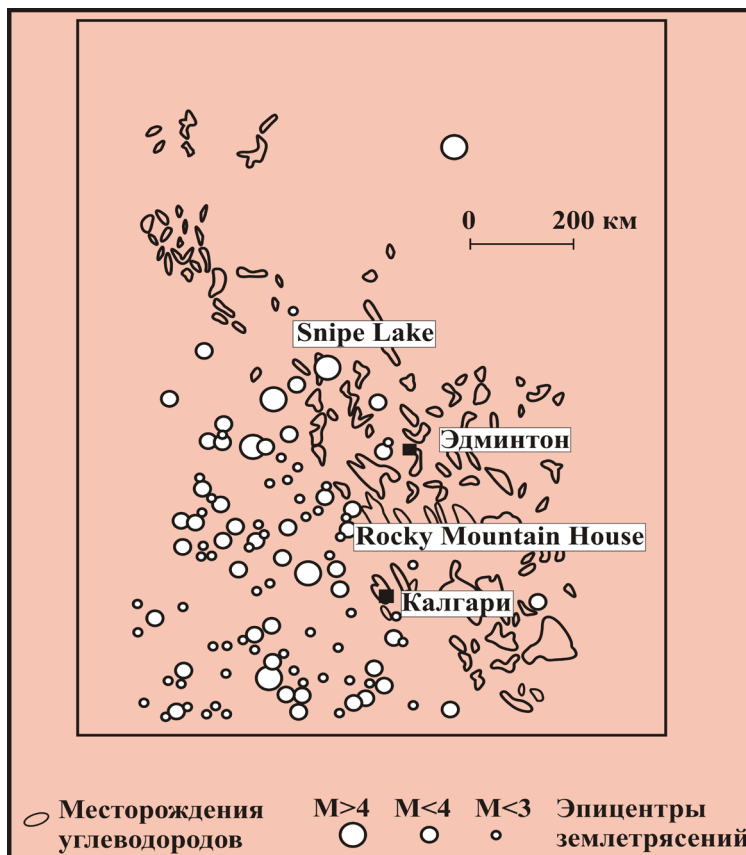 0 200 км
Snipe Lake
Эдминтон
Rocky Mountain House
Калгари
Месторождения
углеводородов
M>4 M<4 M<3
Эпицентры
землетрясений